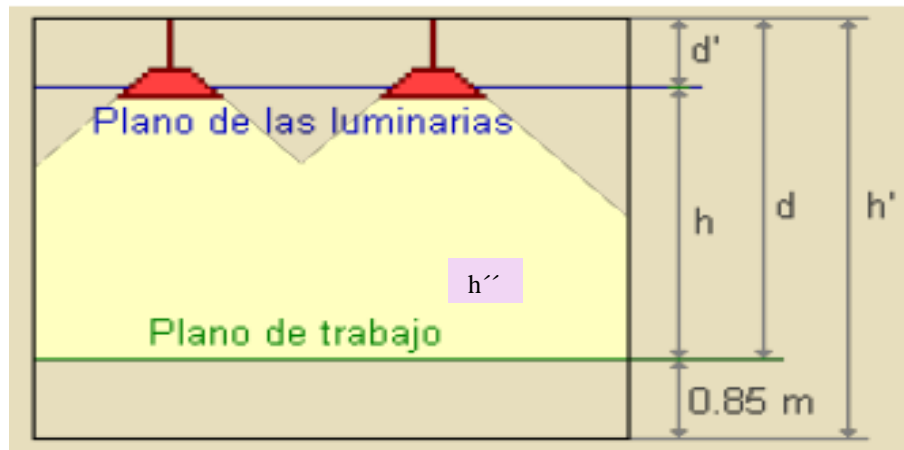 d'
Plano de las luminarias
h
d
h'
h´´
Plano de trabajo
0.85 m